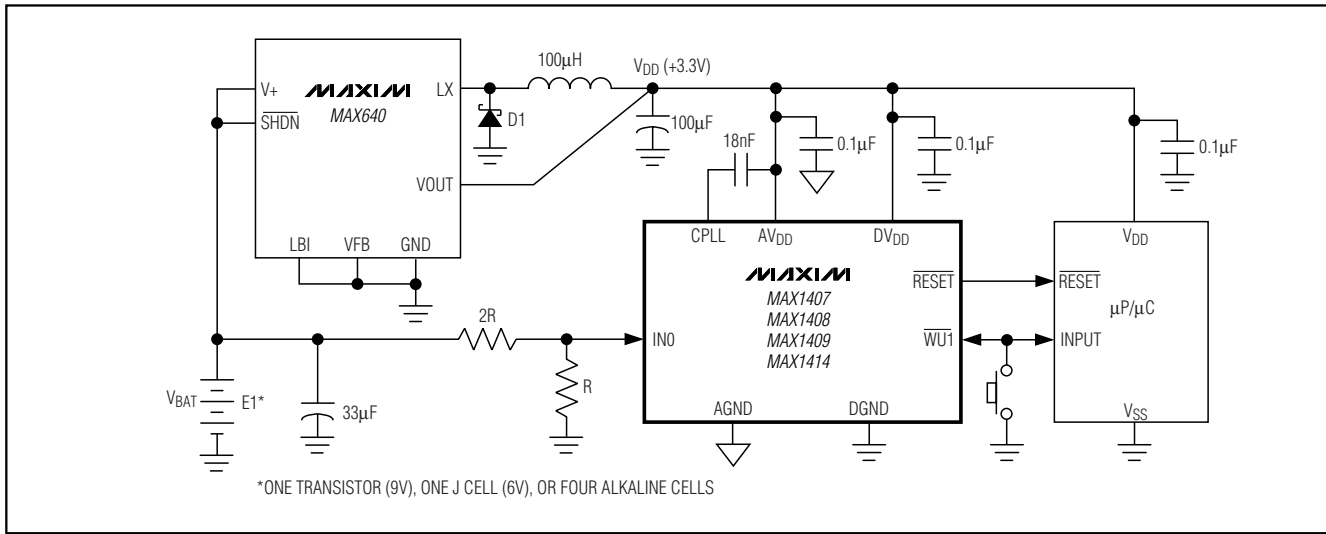 100µH
VDD (+3.3V)
V+
MAXIM
MAX640
LX
SHDN
D1
100µF
18nF
0.1µF
0.1µF
0.1µF
VOUT
LBI
VFB
GND
CPLL
AVDD
DVDD
VDD
MAXIM
MAX1407
MAX1408
MAX1409
MAX1414
RESET
RESET
µP/µC
2R
IN0
WU1
INPUT
R
VBAT
E1*
33µF
AGND
DGND
VSS
*ONE TRANSISTOR (9V), ONE J CELL (6V), OR FOUR ALKALINE CELLS